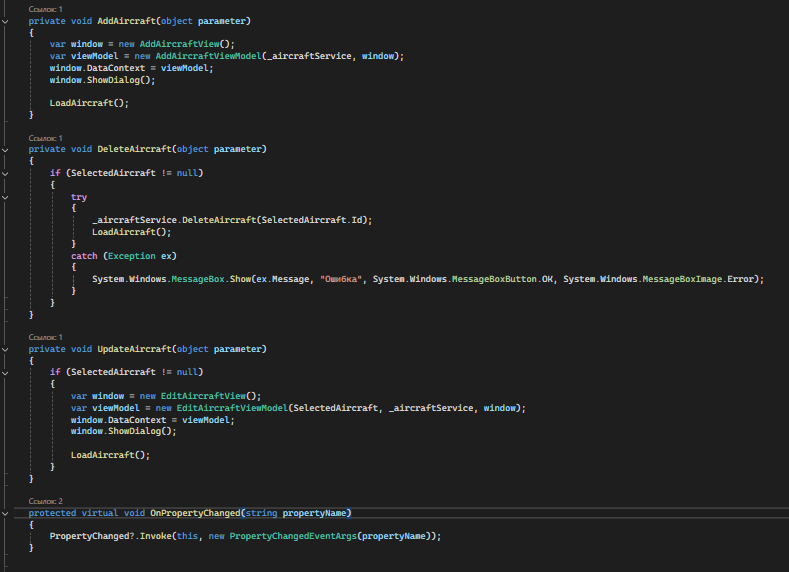 Ссылок: 1
private void AddAircraft(object parameter)
{
var window = new AddAircraftView();
var viewModel = new AddAircraftViewModel(_aircraftService, window);
window.DataContext = viewModel;
window.ShowDialog();
LoadAircraft();
}
Ссылок: 1
private void DeleteAircraft(object parameter)
{
if (SelectedAircraft != null)
{
try
{
_aircraftService.DeleteAircraft(SelectedAircraft.Id);
LoadAircraft();
}
catch (Exception ex)
{
System.Windows.MessageBox.Show(ex.Message, "Ошибка", System.Windows.MessageBoxButton.OK, System.Windows.MessageBoxImage.Error);
}
}
}
Ссылок: 1
private void UpdateAircraft(object parameter)
{
if (SelectedAircraft != null)
{
var window = new EditAircraftView();
var viewModel = new EditAircraftViewModel(SelectedAircraft, _aircraftService, window);
window.DataContext = viewModel;
window.ShowDialog();
LoadAircraft();
}
}
Ссылок: 2
protected virtual void OnPropertyChanged(string propertyName)
{
PropertyChanged?.Invoke(this, new PropertyChangedEventArgs(propertyName));
}